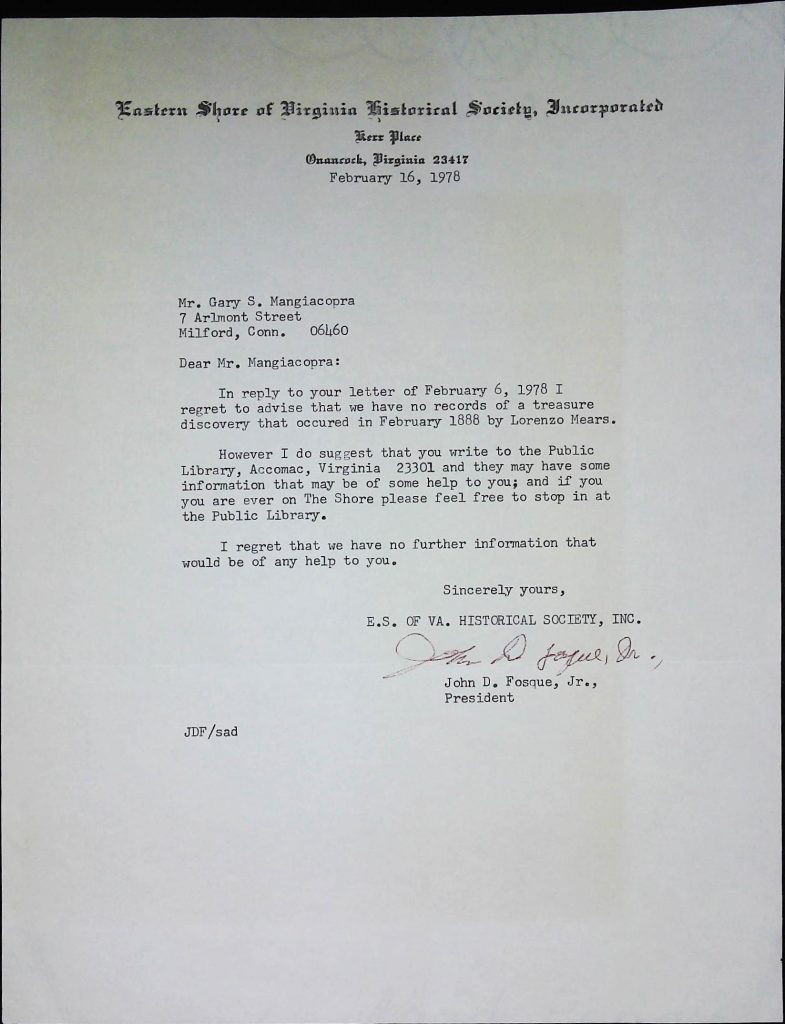 Eastern Shore of Virginia Historical Society, Incorporated
Kerr Place
Onancock, Virginia 23417
February 16, 1978
Mr. Gary S. Mangiacopra
7 Arlmont Street
Milford, Conn. 06460
Dear Mr. Mangiacopra:
In reply to your letter of February 6, 1978 I
regret to advise that we have no records of a treasure
discovery that occured in February 1888 by Lorenzo Mears.
However I do suggest that you write to the Public
Library, Accomac, Virginia 23301 and they may have some
information that may be of some help to you; and if you
you are ever on The Shore please feel free to stop in at
the Public Library.
I regret that we have no further information that
would be of any help to you.
Sincerely yours,
E.S. OF VA. HISTORICAL SOCIETY, INC.
John D Fosque, Jr.,
John D. Fosque, Jr.,
President
JDF/sad